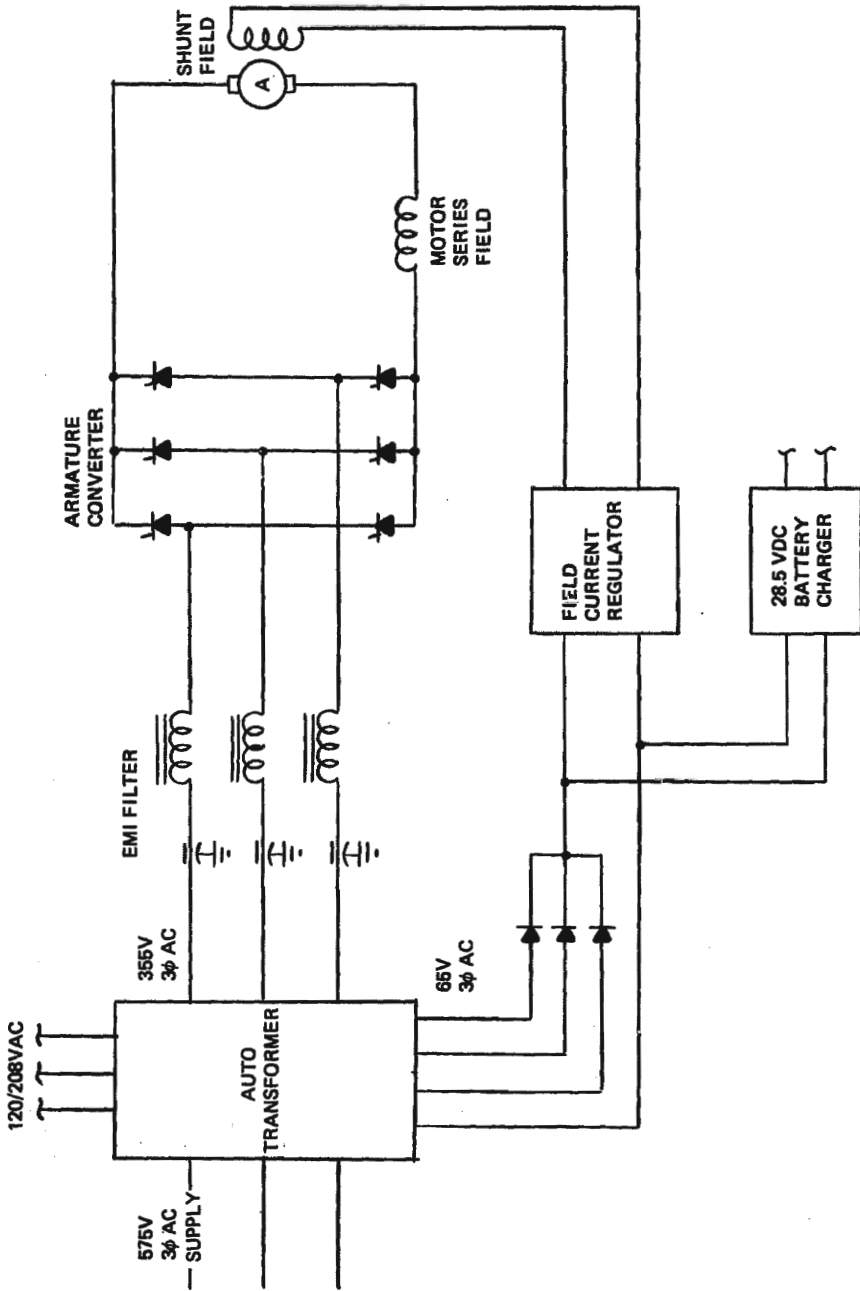 120/208VAC
575V
3ϕ AC
SUPPLY
AUTO
TRANSFORMER
355V
3ϕ AC
65V
3ϕ AC
EMI FILTER
ARMATURE
CONVERTER
MOTOR
SERIES
FIELD
SHUNT
FIELD
A
FIELD
CURRENT
REGULATOR
28.5 VDC
BATTERY
CHARGER